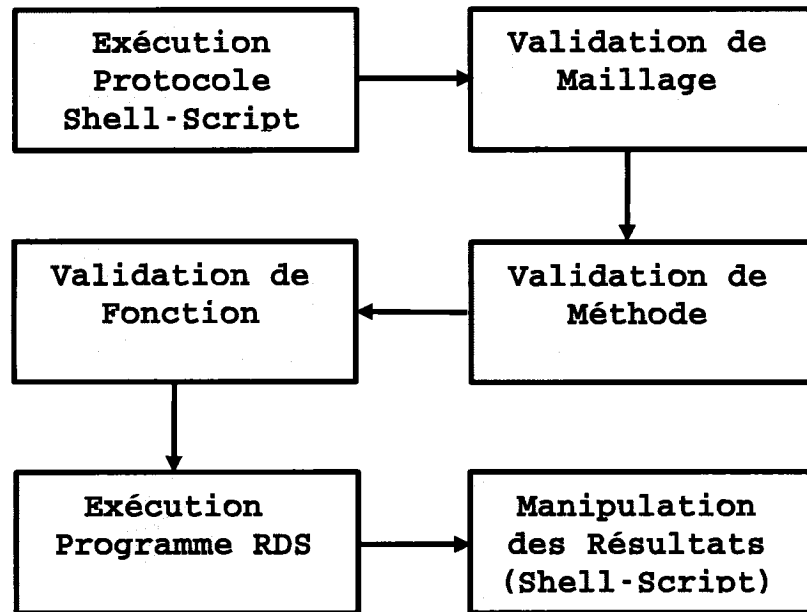 Exécution
Protocole
Shell-Script
Validation de
Maillage
Validation de
Méthode
Validation de
Fonction
Exécution
Programme RDS
Manipulation
des Résultats
(Shell-Script)